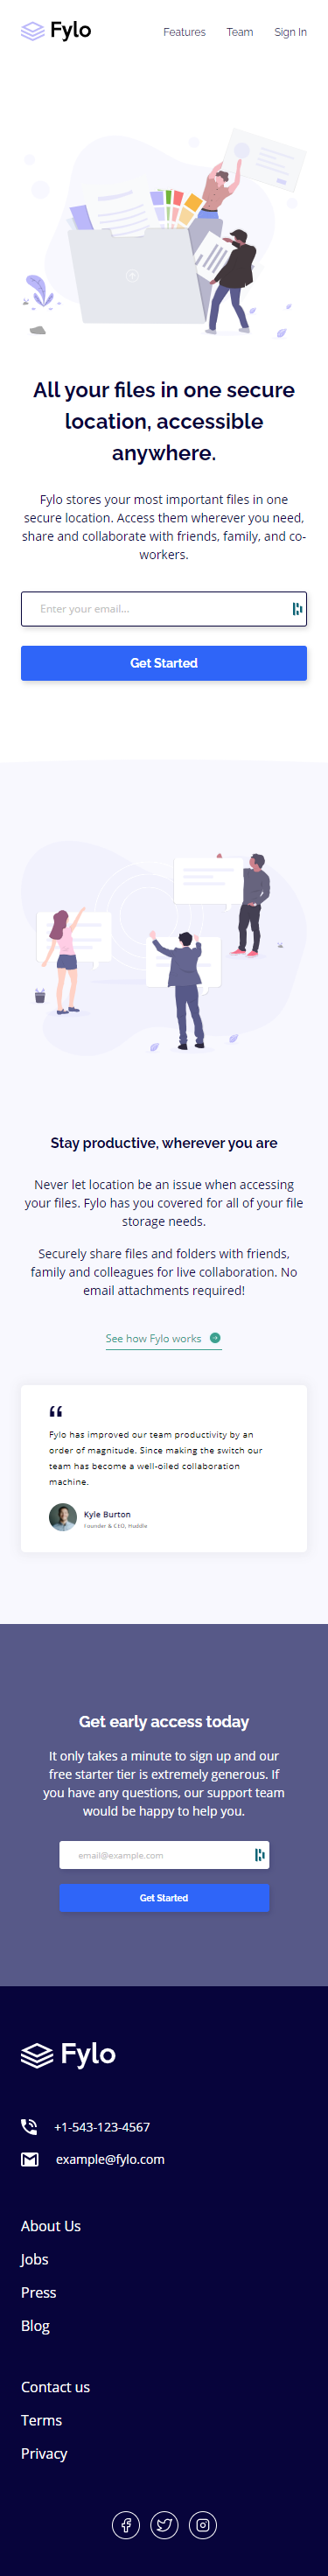 Fylo
Features Team Sign In
All your files in one secure
location, accessible
anywhere.
Fylo stores your most important files in one
secure location. Access them wherever you need,
share and collaborate with friends, family, and co-
workers.
Enter your email...
Get Started
Stay productive, wherever you are
Never let location be an issue when accessing
your files. Fylo has you covered for all of your file
storage needs.
Securely share files and folders with friends,
family and colleagues for live collaboration. No
email attachments required!
See how Fylo works
“
Fylo has improved our team productivity by an
order of magnitude. Since making the switch our
team has become a well-oiled collaboration
machine.
Kyle Burton
Founder & CEO, Huddle
Get early access today
It only takes a minute to sign up and our
free starter tier is extremely generous. If
you have any questions, our support team
would be happy to help you.
email@example.com
Get Started
Fylo
+1-543-123-4567
example@fylo.com
About Us
Jobs
Press
Blog
Contact us
Terms
Privacy